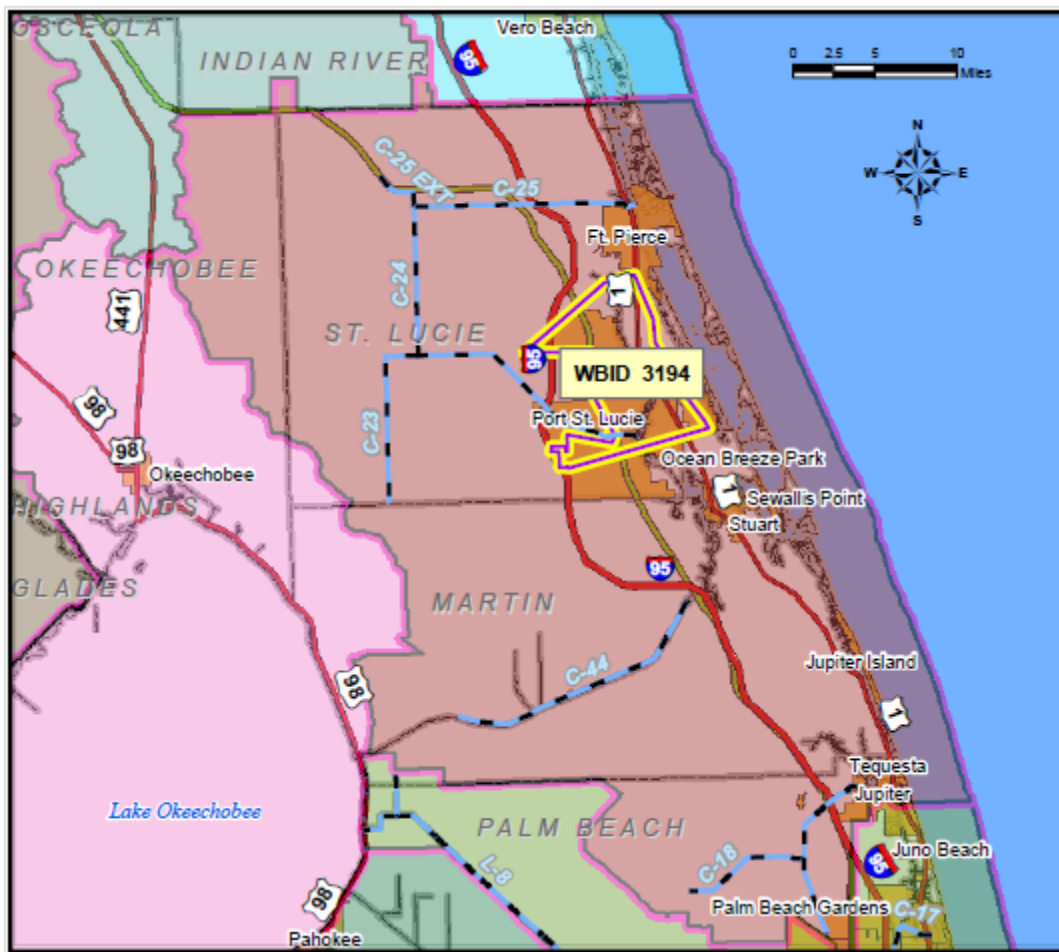 OSCEOLA
Vero Beach
INDIAN RIVER
95
0 2.5 5 10
Miles
N
W E
S
C-25 EXT
C-25
Ft. Pierce
OKEECHOBEE
C-24
441
1
ST. LUCIE
95
WBID 3194
98
C-23
Port St. Lucie
98
Okeechobee
Ocean Breeze Park
HIGHLANDS
1
Sewallis Point
Stuart
95
GLADES
MARTIN
C-44
Jupiter Island
98
1
Tequesta
Jupiter
Lake Okeechobee
PALM BEACH
Juno Beach
95
L-8
C-18
98
Palm Beach Gardens
C-17
Pahokee